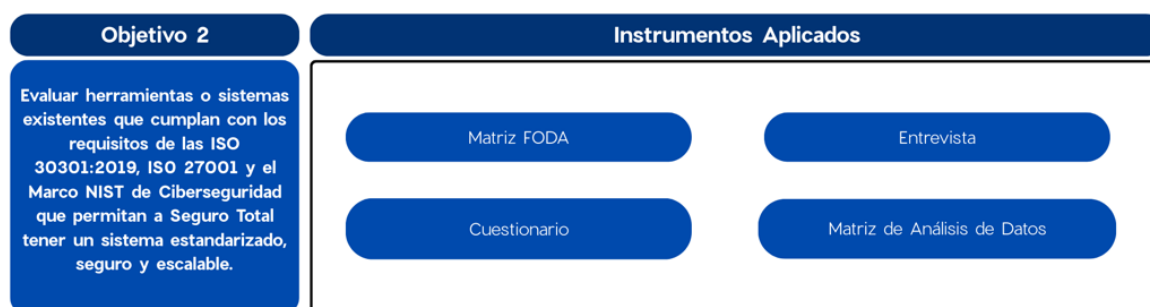 Objetivo 2
Instrumentos Aplicados
Evaluar herramientas o sistemas
existentes que cumplan con los
requisitos de las ISO
30301:2019, ISO 27001 y el
Marco NIST de Ciberseguridad
que permitan a Seguro Total
tener un sistema estandarizado,
seguro y escalable.
Matriz FODA
Entrevista
Cuestionario
Matriz de Análisis de Datos